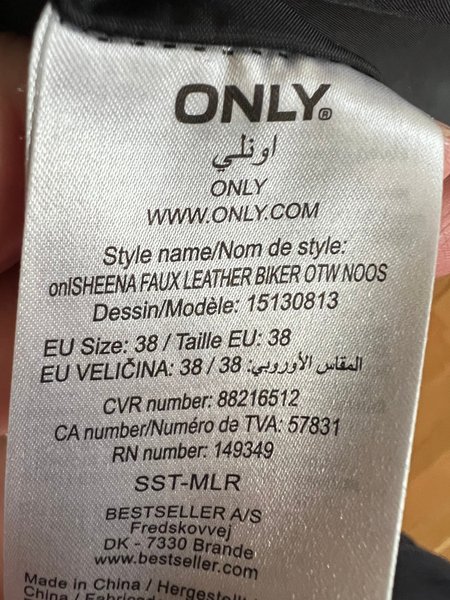 ONLY®
اونلي
ONLY
WWW.ONLY.COM
Style name/Nom de style:
onlSHEENA FAUX LEATHER BIKER OTW NOOS
Dessin/Modèle: 15130813
EU Size: 38 / Taille EU: 38
EU VELIČINA: 38 / 38 :المقاس الأوروبي
CVR number: 88216512
CA number/Numéro de TVA: 57831
RN number: 149349
SST-MLR
BESTSELLER A/S
Fredskovvej
DK - 7330 Brande
www.bestseller.com
Made in China / Hergestellt
China / Fabricado